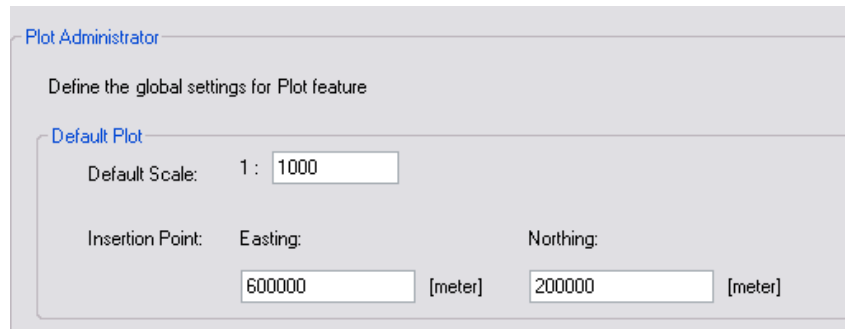 Plot Administrator
Define the global settings for Plot feature
Default Plot
Default Scale: 1 : 1000
Insertion Point: Easting: Northing:
600000 [meter] 200000 [meter]